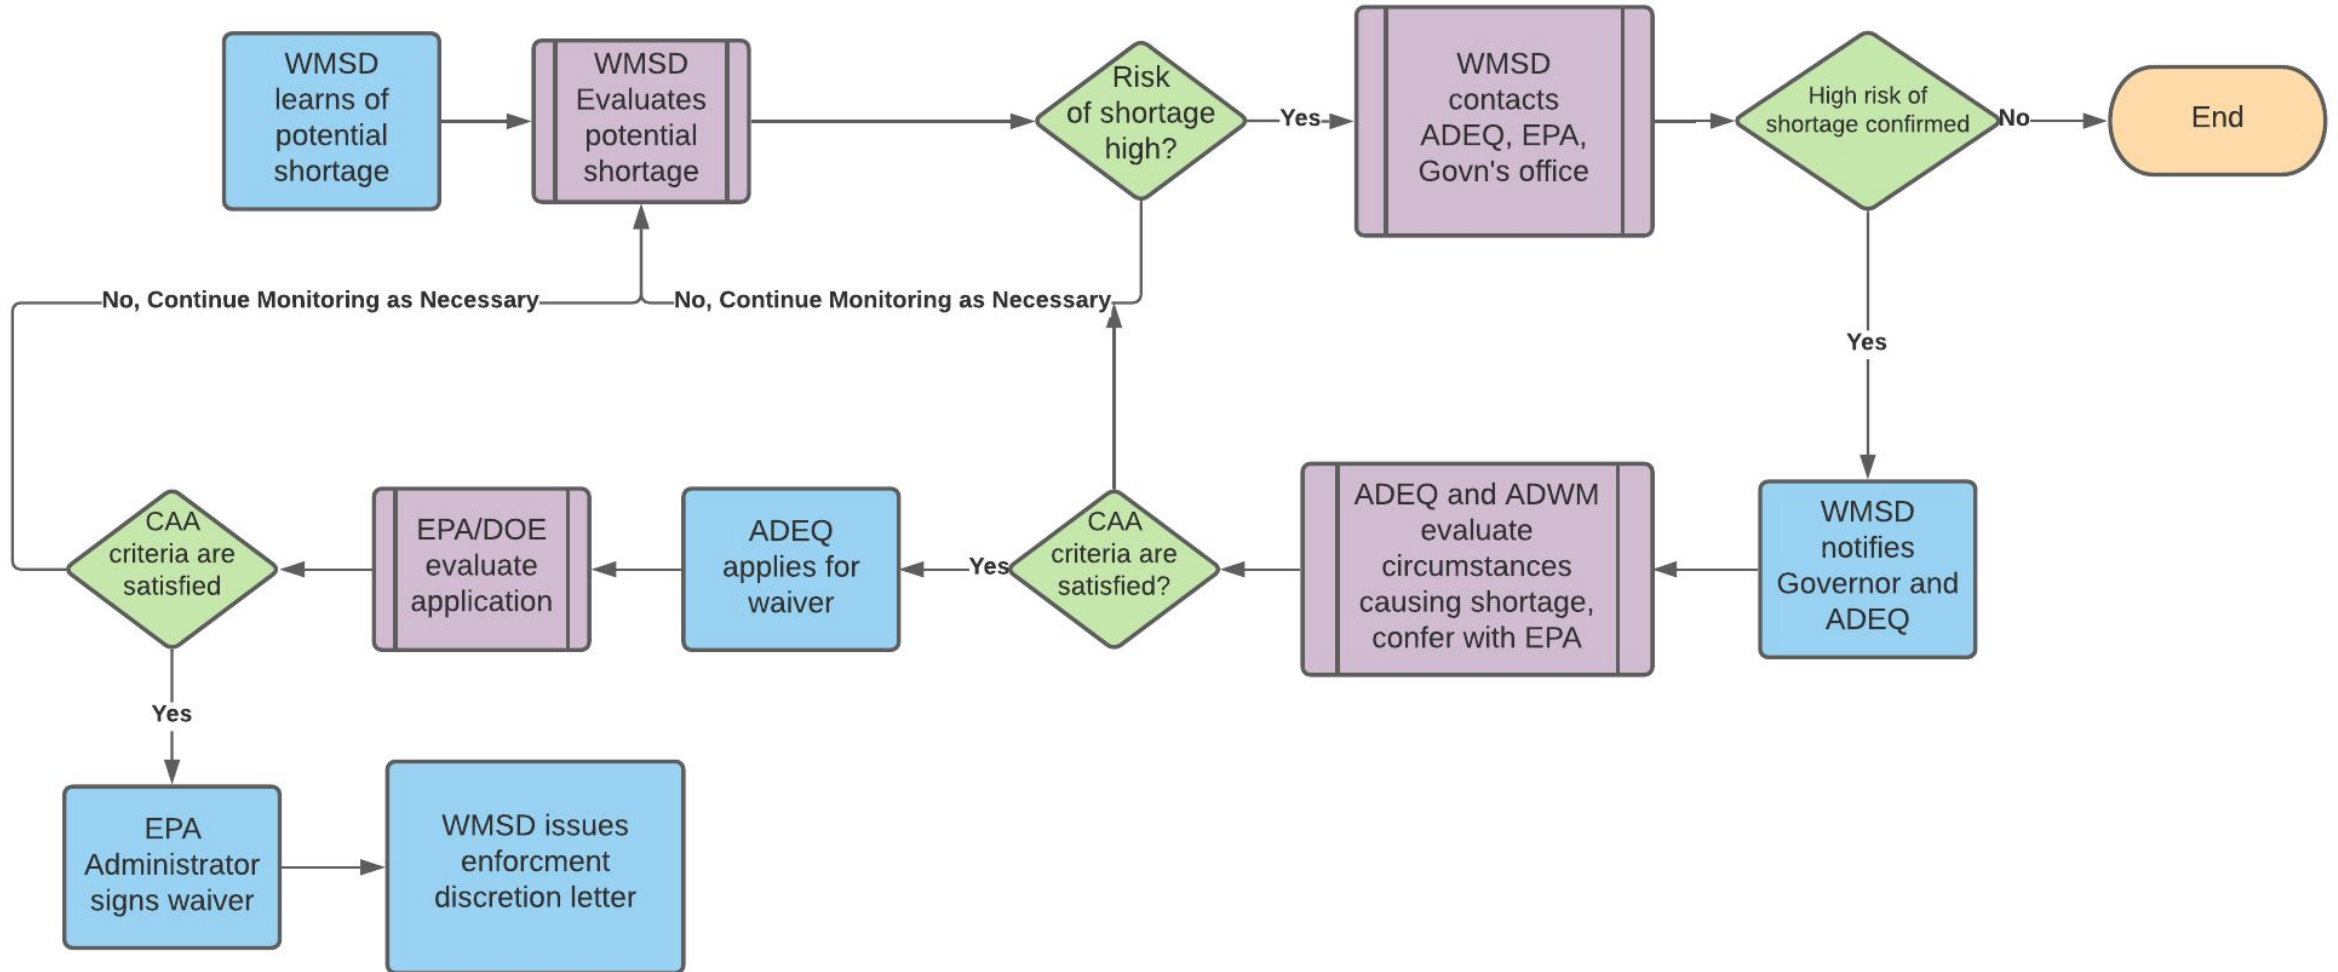 WMSD
learns of
potential
shortage
WMSD
Evaluates
potential
shortage
Risk
of shortage
high?
Yes
WMSD
contacts
ADEQ, EPA,
Govn's office
High risk of
shortage confirmed
No
End
No, Continue Monitoring as Necessary
No, Continue Monitoring as Necessary
Yes
WMSD
notifies
Governor and
ADEQ
ADEQ and ADWM
evaluate
circumstances
causing shortage,
confer with EPA
CAA
criteria are
satisfied?
Yes
ADEQ
applies for
waiver
EPA/DOE
evaluate
application
CAA
criteria are
satisfied
Yes
EPA
Administrator
signs waiver
WMSD issues
enforcment
discretion letter